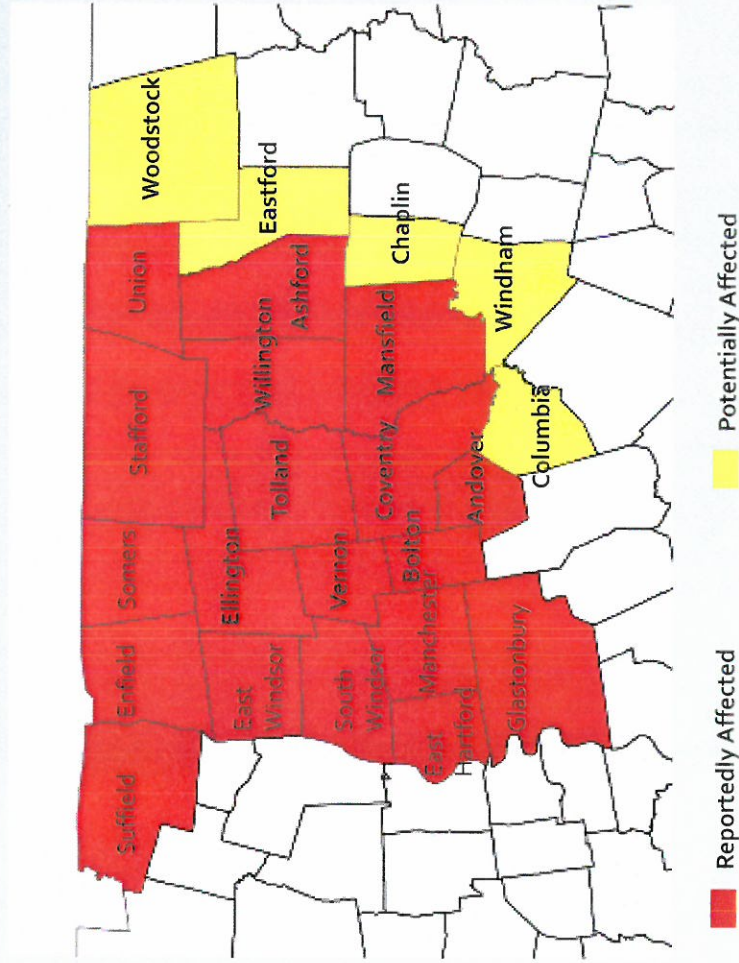 Woodstock
Union
Stafford
Somers
Enfield
Suffield
Eastford
Ashford
Willington
Tolland
Ellington
East
Windsor
Chaplin
Mansfield
Coventry
Vernon
South
Windsor
Windham
Andover
Bolton
Manchester
East
Hartford
Columbia
Glastonbury
Reportedly Affected
Potentially Affected